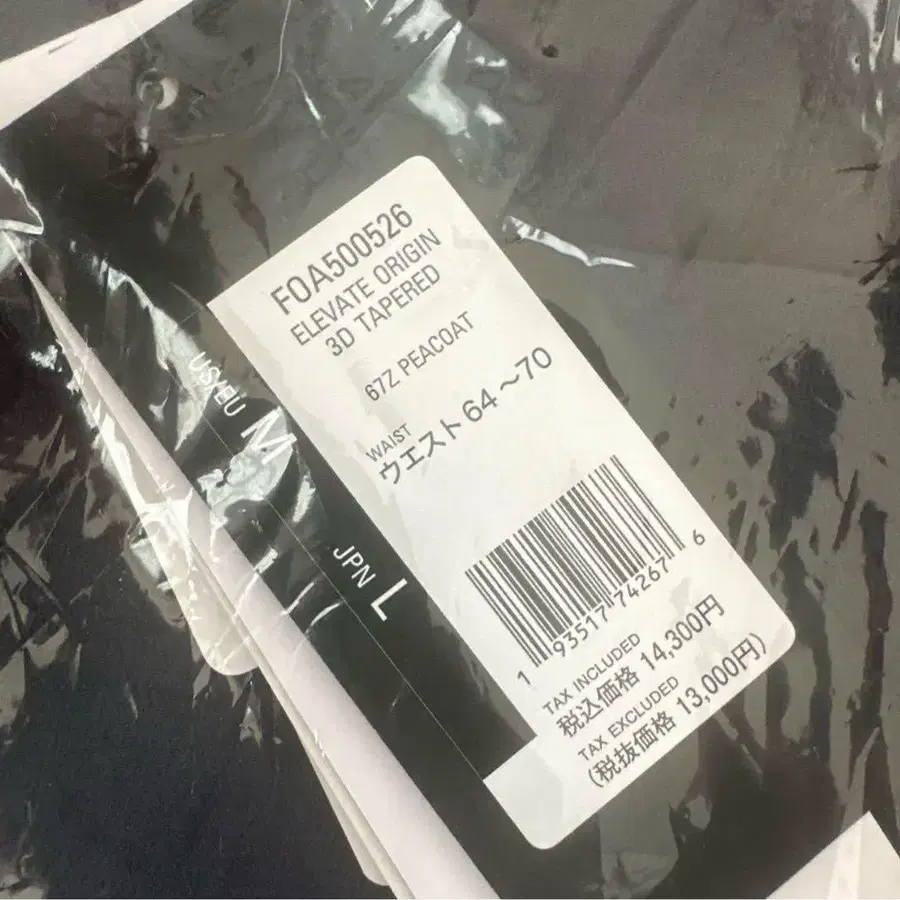 FOA500526
ELEVATE ORIGIN
3D TAPERED
67Z PEACOAT
WAIST
ウエスト 64～70
US/EU M
JPN L
1 93517 74267 6
TAX INCLUDED
税込価格 14,300円
TAX EXCLUDED
(税抜価格 13,000円)